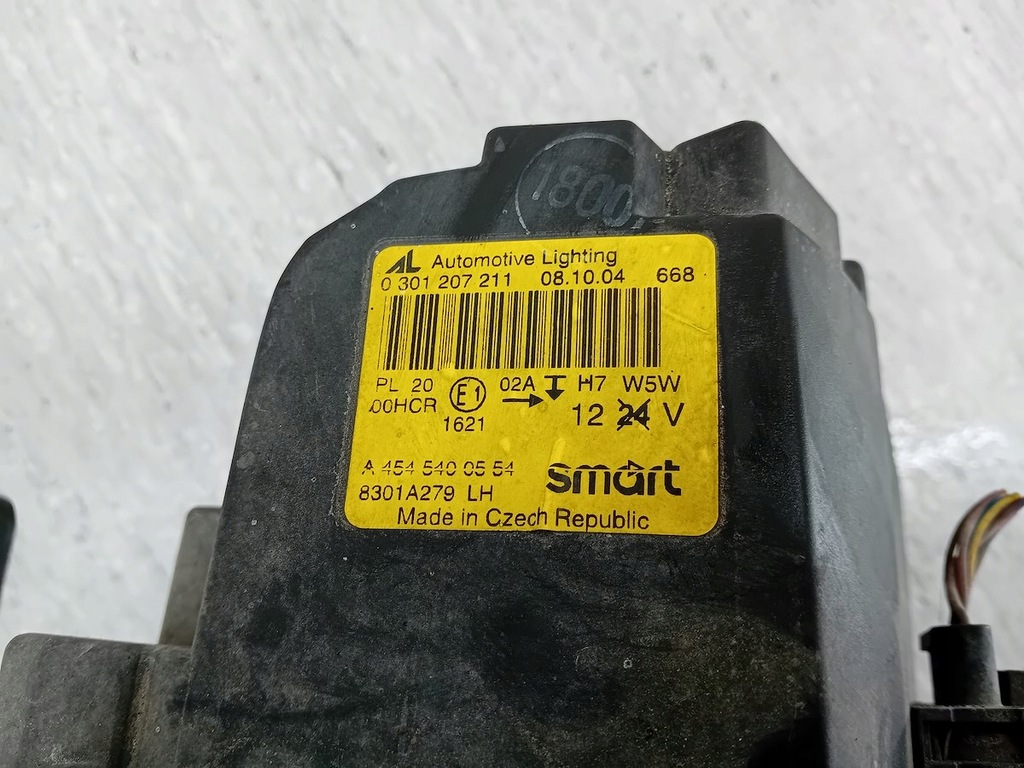 1800
AL Automotive Lighting
0 301 207 211 08.10.04 668
PL 20 E1 02A H7 W5W
00HCR 12 24 V
1621
A 454 540 05 54 smart
8301A279 LH
Made in Czech Republic